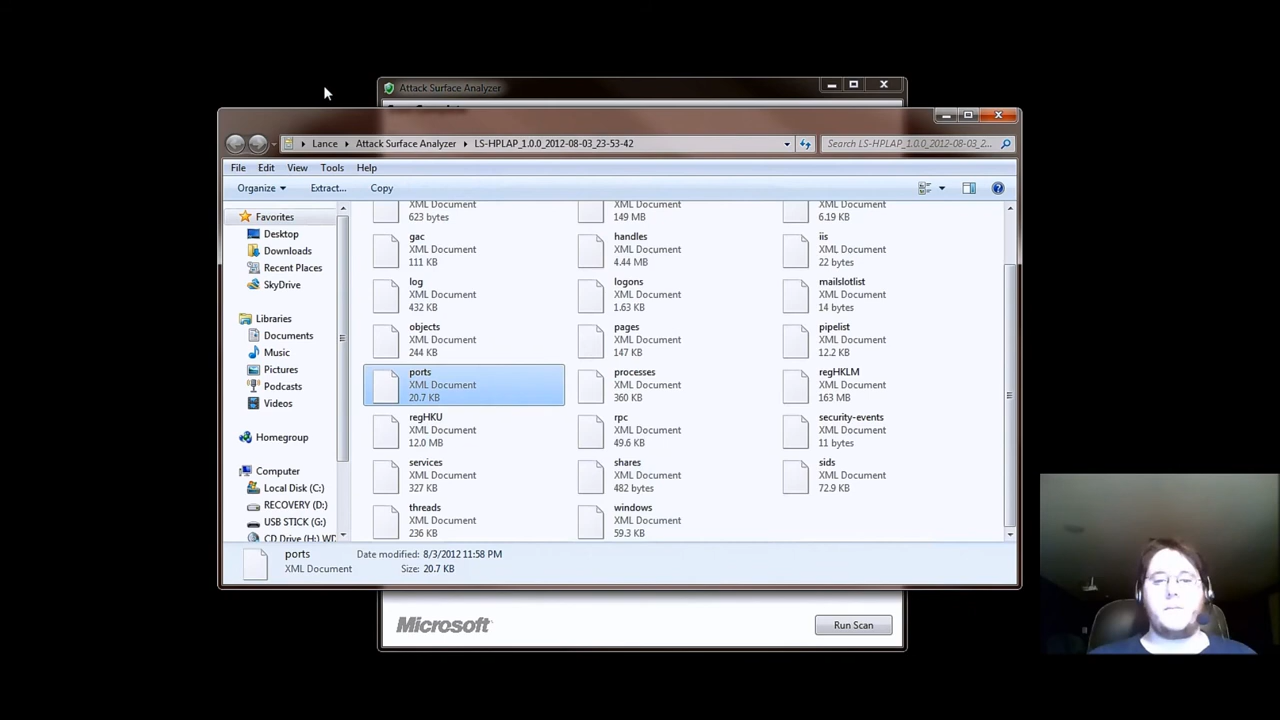 Attack Surface Analyzer
Lance Attack Surface Analyzer LS-HPLAP_1.0.0_2012-08-03_23-53-42
Search LS-HPLAP_1.0.0_2012-08-03_2...
File Edit View Tools Help
Organize Extract... Copy
Favorites
Desktop
Downloads
Recent Places
SkyDrive
Libraries
Documents
Music
Pictures
Podcasts
Videos
Homegroup
Computer
Local Disk (C:)
RECOVERY (D:)
USB STICK (G:)
CD Drive (H:) WD
XML Document
623 bytes
XML Document
149 MB
XML Document
6.19 KB
gac
XML Document
111 KB
handles
XML Document
4.44 MB
iis
XML Document
22 bytes
log
XML Document
432 KB
logons
XML Document
1.63 KB
mailslotlist
XML Document
14 bytes
objects
XML Document
244 KB
pages
XML Document
147 KB
pipelist
XML Document
12.2 KB
ports
XML Document
20.7 KB
processes
XML Document
360 KB
regHKLM
XML Document
163 MB
regHKU
XML Document
12.0 MB
rpc
XML Document
49.6 KB
security-events
XML Document
11 bytes
services
XML Document
327 KB
shares
XML Document
482 bytes
sids
XML Document
72.9 KB
threads
XML Document
236 KB
windows
XML Document
59.3 KB
ports Date modified: 8/3/2012 11:58 PM
XML Document Size: 20.7 KB
Microsoft
Run Scan